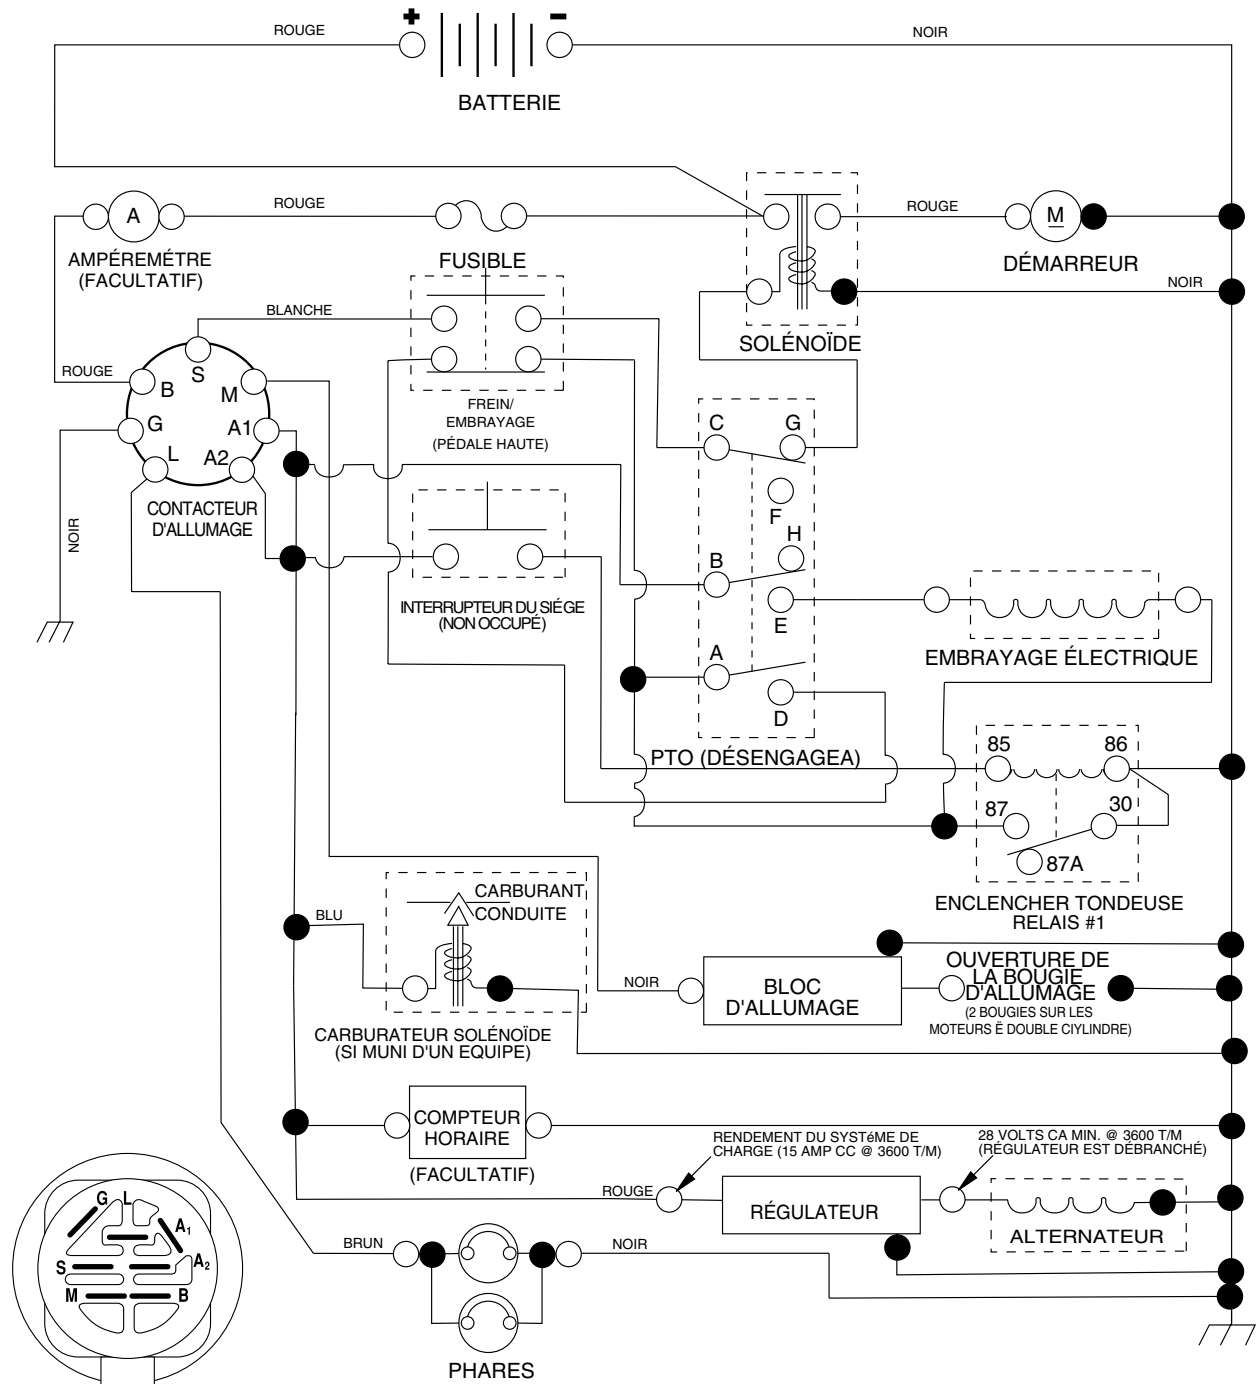 ROUGE
+
−
NOIR
BATTERIE
A
ROUGE
ROUGE
M
AMPÉREMÉTRE
(FACULTATIF)
FUSIBLE
DÉMARREUR
NOIR
BLANCHE
SOLÉNOÏDE
ROUGE
S
B
M
G
A1
L
A2
FREIN/
EMBRAYAGE
(PÉDALE HAUTE)
C
G
F
H
B
E
A
D
CONTACTEUR
D'ALLUMAGE
NOIR
INTERRUPTEUR DU SIÉGE
(NON OCCUPÉ)
EMBRAYAGE ÉLECTRIQUE
PTO (DÉSENGAGEA)
85
86
87
30
87A
ENCLENCHER TONDEUSE
RELAIS #1
CARBURANT
CONDUITE
BLU
CARBURATEUR SOLÉNOÏDE
(SI MUNI D'UN EQUIPE)
NOIR
BLOC
D'ALLUMAGE
OUVERTURE DE
LA BOUGIE
D'ALLUMAGE
(2 BOUGIES SUR LES
MOTEURS Ë DOUBLE CIYLINDRE)
COMPTEUR
HORAIRE
(FACULTATIF)
RENDEMENT DU SYSTéME DE
CHARGE (15 AMP CC @ 3600 T/M)
28 VOLTS CA MIN. @ 3600 T/M
(RÉGULATEUR EST DÉBRANCHÉ)
ROUGE
RÉGULATEUR
ALTERNATEUR
BRUN
NOIR
PHARES
G
L
A1
A2
S
M
B